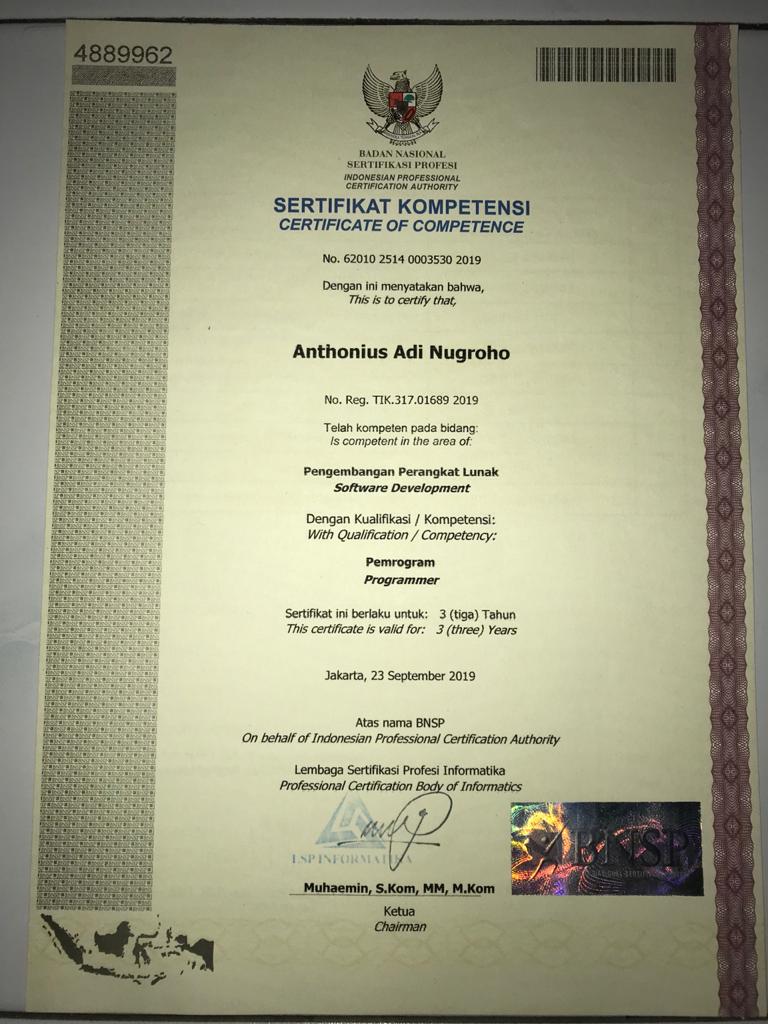 4889962
BADAN NASIONAL
SERTIFIKASI PROFESI
INDONESIAN PROFESSIONAL
CERTIFICATION AUTHORITY
SERTIFIKAT KOMPETENSI
CERTIFICATE OF COMPETENCE
No. 62010 2514 0003530 2019
Dengan ini menyatakan bahwa,
This is to certify that,
Anthonius Adi Nugroho
No. Reg. TIK.317.01689 2019
Telah kompeten pada bidang:
Is competent in the area of:
Pengembangan Perangkat Lunak
Software Development
Dengan Kualifikasi / Kompetensi:
With Qualification / Competency:
Pemrogram
Programmer
Sertifikat ini berlaku untuk: 3 (tiga) Tahun
This certificate is valid for: 3 (three) Years
Jakarta, 23 September 2019
Atas nama BNSP
On behalf of Indonesian Professional Certification Authority
Lembaga Sertifikasi Profesi Informatika
Professional Certification Body of Informatics
LSP INFORMATIKA
BNSP
Muhaemin, S.Kom, MM, M.Kom
Ketua
Chairman